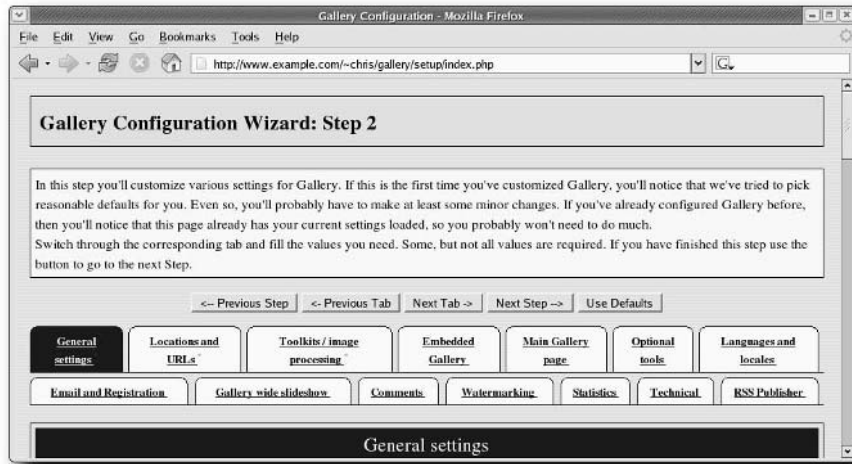 Gallery Configuration - Mozilla Firefox
File Edit View Go Bookmarks Tools Help
http://www.example.com/~chris/gallery/setup/index.php
G
Gallery Configuration Wizard: Step 2
In this step you'll customize various settings for Gallery. If this is the first time you've customized Gallery, you'll notice that we've tried to pick
reasonable defaults for you. Even so, you'll probably have to make at least some minor changes. If you've already configured Gallery before,
then you'll notice that this page already has your current settings loaded, so you probably won't need to do much.
Switch through the corresponding tab and fill the values you need. Some, but not all values are required. If you have finished this step use the
button to go to the next Step.
<-- Previous Step <- Previous Tab Next Tab -> Next Step --> Use Defaults
General settings
Locations and URLs *
Toolkits / image processing *
Embedded Gallery
Main Gallery page
Optional tools
Languages and locales
Email and Registration Gallery wide slideshow Comments Watermarking Statistics Technical RSS Publisher
General settings